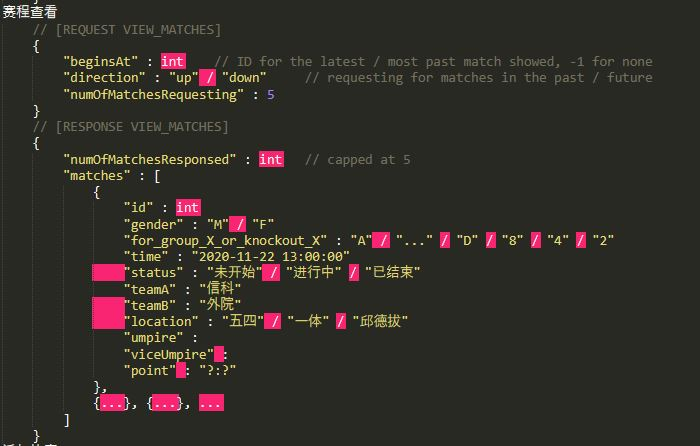 赛程查看
// [REQUEST VIEW_MATCHES]
{
"beginsAt" : int // ID for the latest / most past match showed, -1 for none
"direction" : "up" / "down" // requesting for matches in the past / future
"numOfMatchesRequesting" : 5
}
// [RESPONSE VIEW_MATCHES]
{
"numOfMatchesResponsed" : int // capped at 5
"matches" : [
{
"id" : int
"gender" : "M" / "F"
"for_group_X_or_knockout_X" : "A" / "..." / "D" / "8" / "4" / "2"
"time" : "2020-11-22 13:00:00"
"status" : "未开始" / "进行中" / "已结束"
"teamA" : "信科"
"teamB" : "外院"
"location" : "五四" / "一体" / "邱德拔"
"umpire" :
"viceUmpire" :
"point" : "?:?"
},
{...}, {...}, ...
]
}